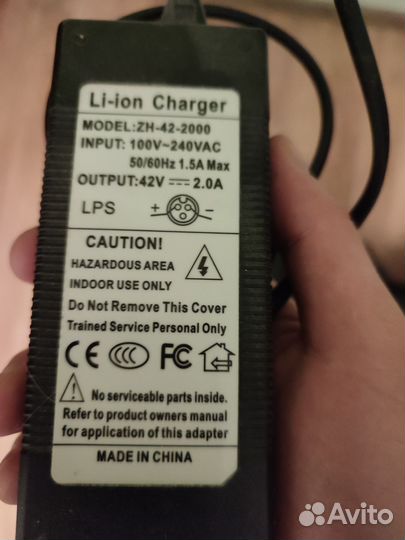 Li-ion Charger
MODEL:ZH-42-2000
INPUT: 100V~240VAC
50/60Hz 1.5A Max
OUTPUT:42V⎓2.0A
LPS + −
CAUTION!
HAZARDOUS AREA
INDOOR USE ONLY
Do Not Remove This Cover
Trained Service Personal Only
CE CCC FC
No serviceable parts inside.
Refer to product owners manual
for application of this adapter
MADE IN CHINA
Avito